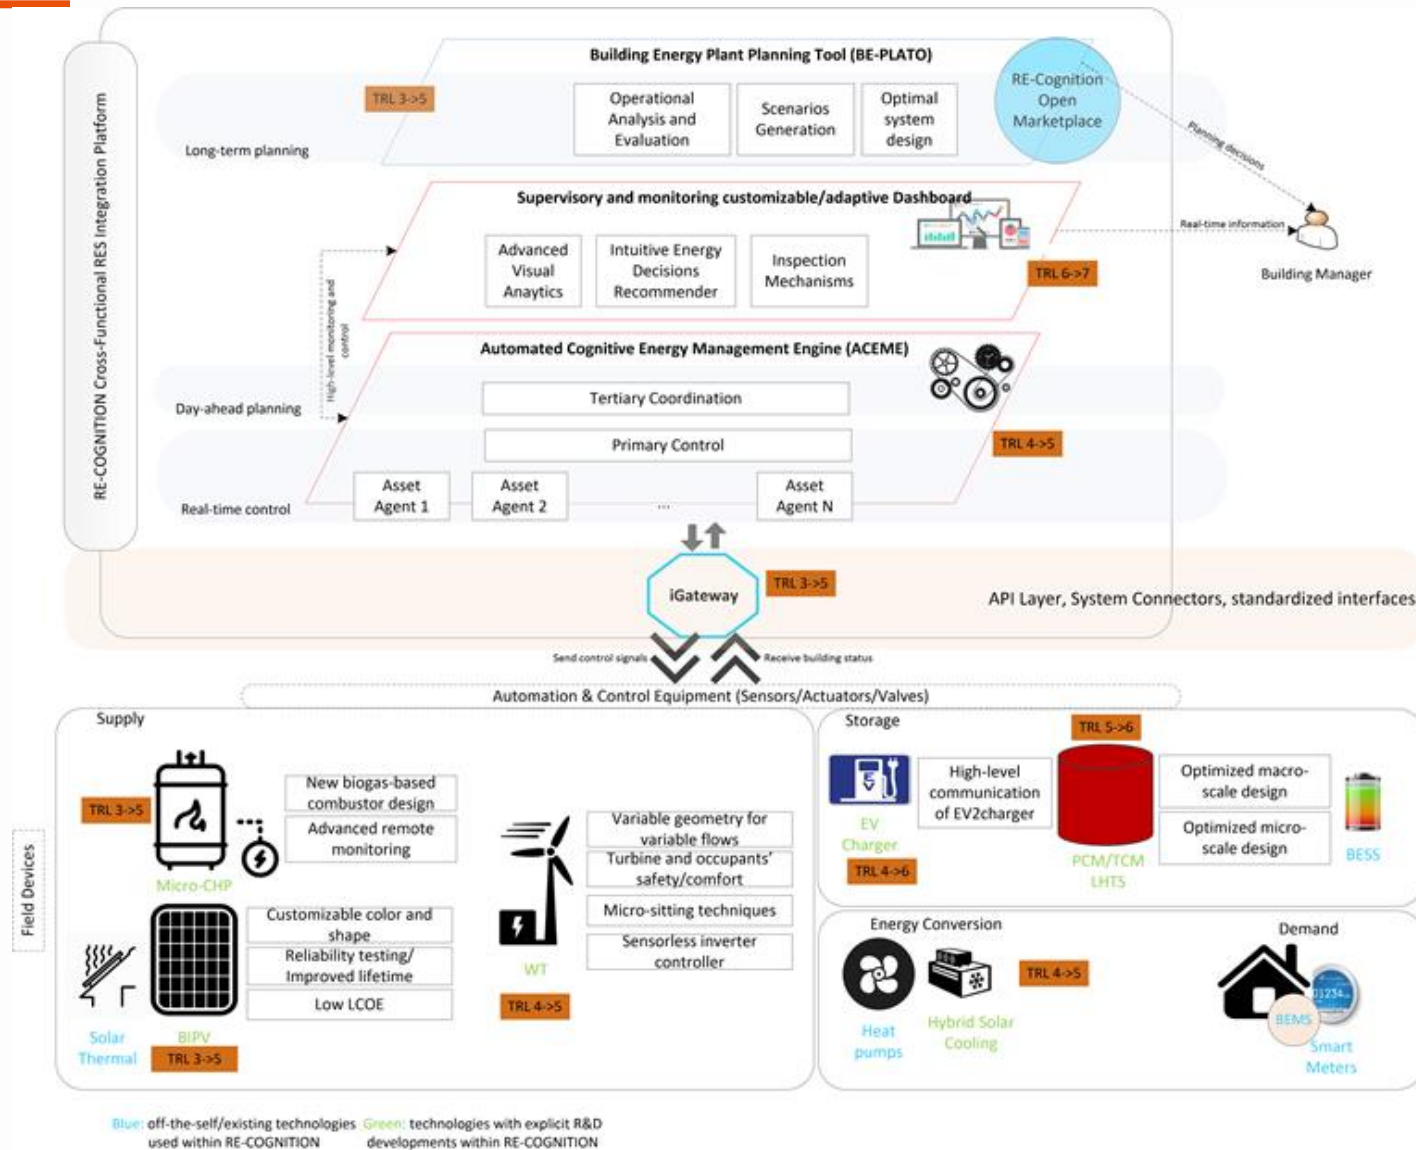 RE-COGNITION Cross-Functional RES Integration Platform
Building Energy Plant Planning Tool (BE-PLATO)
TRL 3->5
Operational
Analysis and
Evaluation
Scenarios
Generation
Optimal
system
design
RE-Cognition
Open
Marketplace
Long-term planning
Planning decisions
Supervisory and monitoring customizable/adaptive Dashboard
Advanced
Visual
Anaytics
Intuitive Energy
Decisions
Recommender
Inspection
Mechanisms
TRL 6->7
Real-time information
Building Manager
High-level monitoring and
control
Automated Cognitive Energy Management Engine (ACEME)
Tertiary Coordination
Day-ahead planning
Primary Control
TRL 4->5
Asset
Agent 1
Asset
Agent 2
...
Asset
Agent N
Real-time control
iGateway
TRL 3->5
API Layer, System Connectors, standardized interfaces
Send control signals
Receive building status
Automation & Control Equipment (Sensors/Actuators/Valves)
Field Devices
Supply
TRL 3->5
Micro-CHP
New biogas-based
combustor design
Advanced remote
monitoring
Solar
Thermal
BIPV
TRL 3->5
Customizable color and
shape
Reliability testing/
Improved lifetime
Low LCOE
WT
TRL 4->5
Variable geometry for
variable flows
Turbine and occupants'
safety/comfort
Micro-sitting techniques
Sensorless inverter
controller
Storage
EV
Charger
TRL 4->6
High-level
communication
of EV2charger
TRL 5->6
PCM/TCM
LHTS
Optimized macro-
scale design
Optimized micro-
scale design
BESS
Energy Conversion
Heat
pumps
Hybrid Solar
Cooling
TRL 4->5
Demand
BEMS
01234
Smart
Meters
Blue: off-the-self/existing technologies
used within RE-COGNITION
Green: technologies with explicit R&D
developments within RE-COGNITION